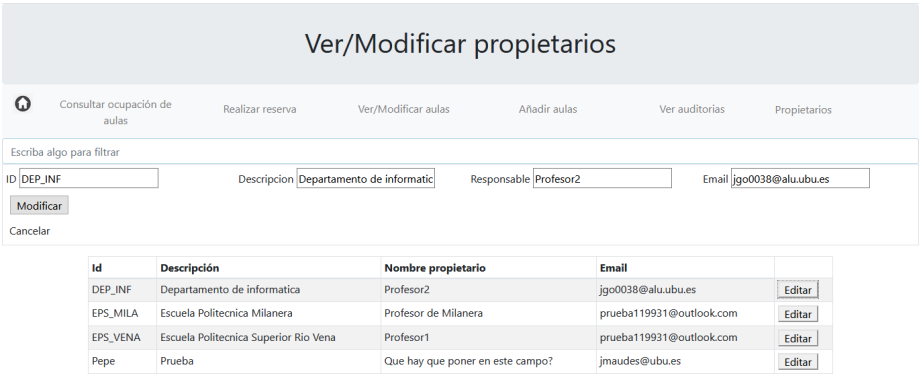 Ver/Modificar propietarios
Consultar ocupación de
aulas
Realizar reserva
Ver/Modificar aulas
Añadir aulas
Ver auditorias
Propietarios
Escriba algo para filtrar
ID DEP_INF Descripcion Departamento de informatic Responsable Profesor2 Email jgo0038@alu.ubu.es
Modificar
Cancelar
Id Descripción Nombre propietario Email
DEP_INF Departamento de informatica Profesor2 jgo0038@alu.ubu.es Editar
EPS_MILA Escuela Politecnica Milanera Profesor de Milanera prueba119931@outlook.com Editar
EPS_VENA Escuela Politecnica Superior Rio Vena Profesor1 prueba119931@outlook.com Editar
Pepe Prueba Que hay que poner en este campo? jmaudes@ubu.es Editar